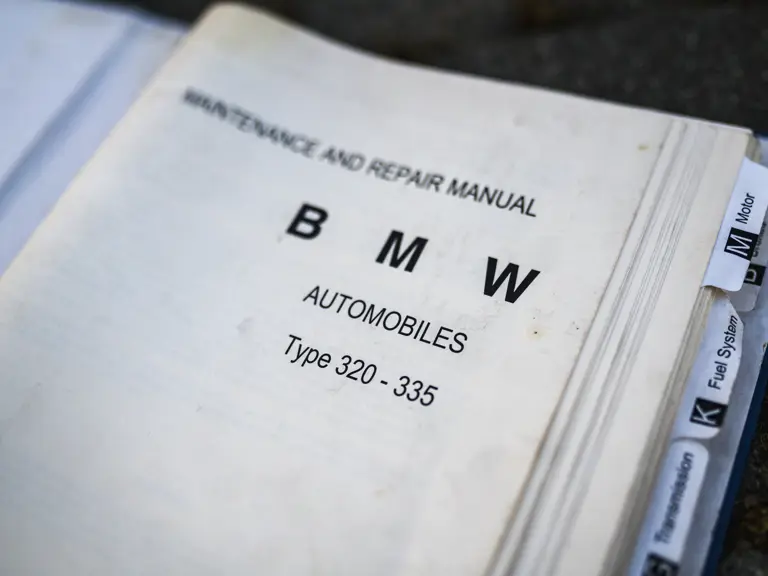 MAINTENANCE AND REPAIR MANUAL
B M W
AUTOMOBILES
Type 320 - 335
M Motor
K Fuel System
G Transmission